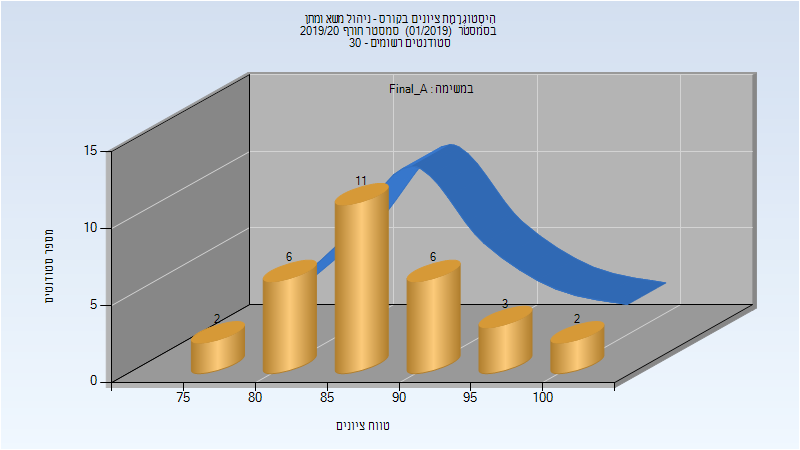 היסטוגרמת ציונים בקורס - ניהול משא ומתן
בסמסטר (01/2019) סמסטר חורף 2019/20
סטודנטים רשומים - 30
במשימה : Final_A
מספר סטודנטים
15
10
5
0
2
6
11
6
3
2
75 80 85 90 95 100
טווח ציונים